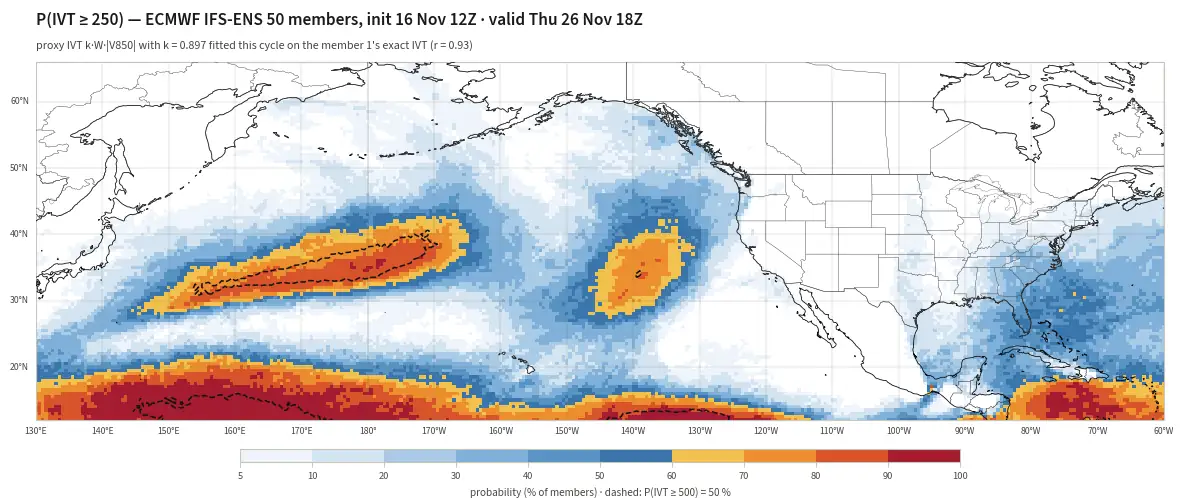 P(IVT ≥ 250) — ECMWF IFS-ENS 50 members, init 16 Nov 12Z · valid Thu 26 Nov 18Z
proxy IVT k·W·|V850| with k = 0.897 fitted this cycle on the member 1's exact IVT (r = 0.93)
60°N
50°N
40°N
30°N
20°N
130°E 140°E 150°E 160°E 170°E 180° 170°W 160°W 150°W 140°W 130°W 120°W 110°W 100°W 90°W 80°W 70°W 60°W
5 10 20 30 40 50 60 70 80 90 100
probability (% of members) · dashed: P(IVT ≥ 500) = 50 %